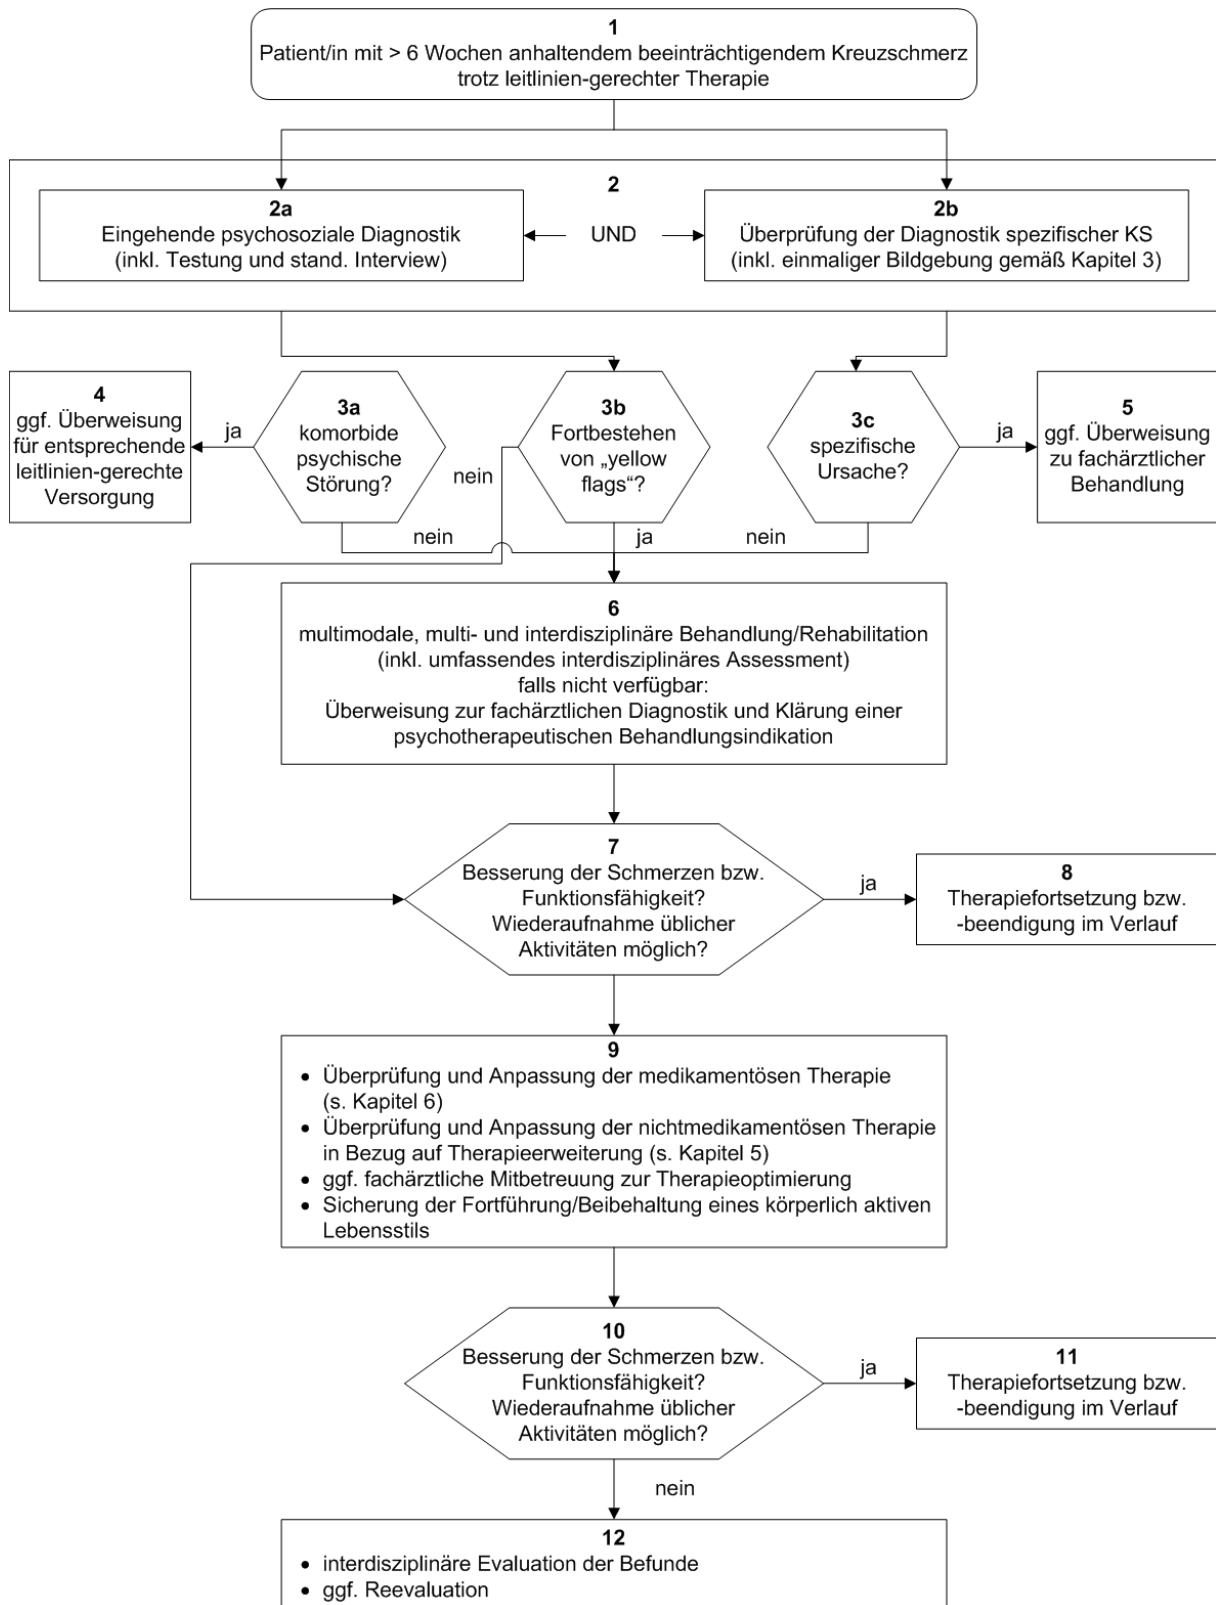 1
Patient/in mit > 6 Wochen anhaltendem beeinträchtigendem Kreuzschmerz
trotz leitlinien-gerechter Therapie
2
2a
Eingehende psychosoziale Diagnostik
(inkl. Testung und stand. Interview)
UND
2b
Überprüfung der Diagnostik spezifischer KS
(inkl. einmaliger Bildgebung gemäß Kapitel 3)
4
ggf. Überweisung
für entsprechende
leitlinien-gerechte
Versorgung
ja
3a
komorbide
psychische
Störung?
nein
nein
3b
Fortbestehen
von „yellow
flags“?
ja
3c
spezifische
Ursache?
nein
ja
5
ggf. Überweisung
zu fachärztlicher
Behandlung
6
multimodale, multi- und interdisziplinäre Behandlung/Rehabilitation
(inkl. umfassendes interdisziplinäres Assessment)
falls nicht verfügbar:
Überweisung zur fachärztlichen Diagnostik und Klärung einer
psychotherapeutischen Behandlungsindikation
7
Besserung der Schmerzen bzw.
Funktionsfähigkeit?
Wiederaufnahme üblicher
Aktivitäten möglich?
ja
8
Therapiefortsetzung bzw.
-beendigung im Verlauf
9
• Überprüfung und Anpassung der medikamentösen Therapie
(s. Kapitel 6)
• Überprüfung und Anpassung der nichtmedikamentösen Therapie
in Bezug auf Therapieerweiterung (s. Kapitel 5)
• ggf. fachärztliche Mitbetreuung zur Therapieoptimierung
• Sicherung der Fortführung/Beibehaltung eines körperlich aktiven
Lebensstils
10
Besserung der Schmerzen bzw.
Funktionsfähigkeit?
Wiederaufnahme üblicher
Aktivitäten möglich?
ja
11
Therapiefortsetzung bzw.
-beendigung im Verlauf
nein
12
• interdisziplinäre Evaluation der Befunde
• ggf. Reevaluation